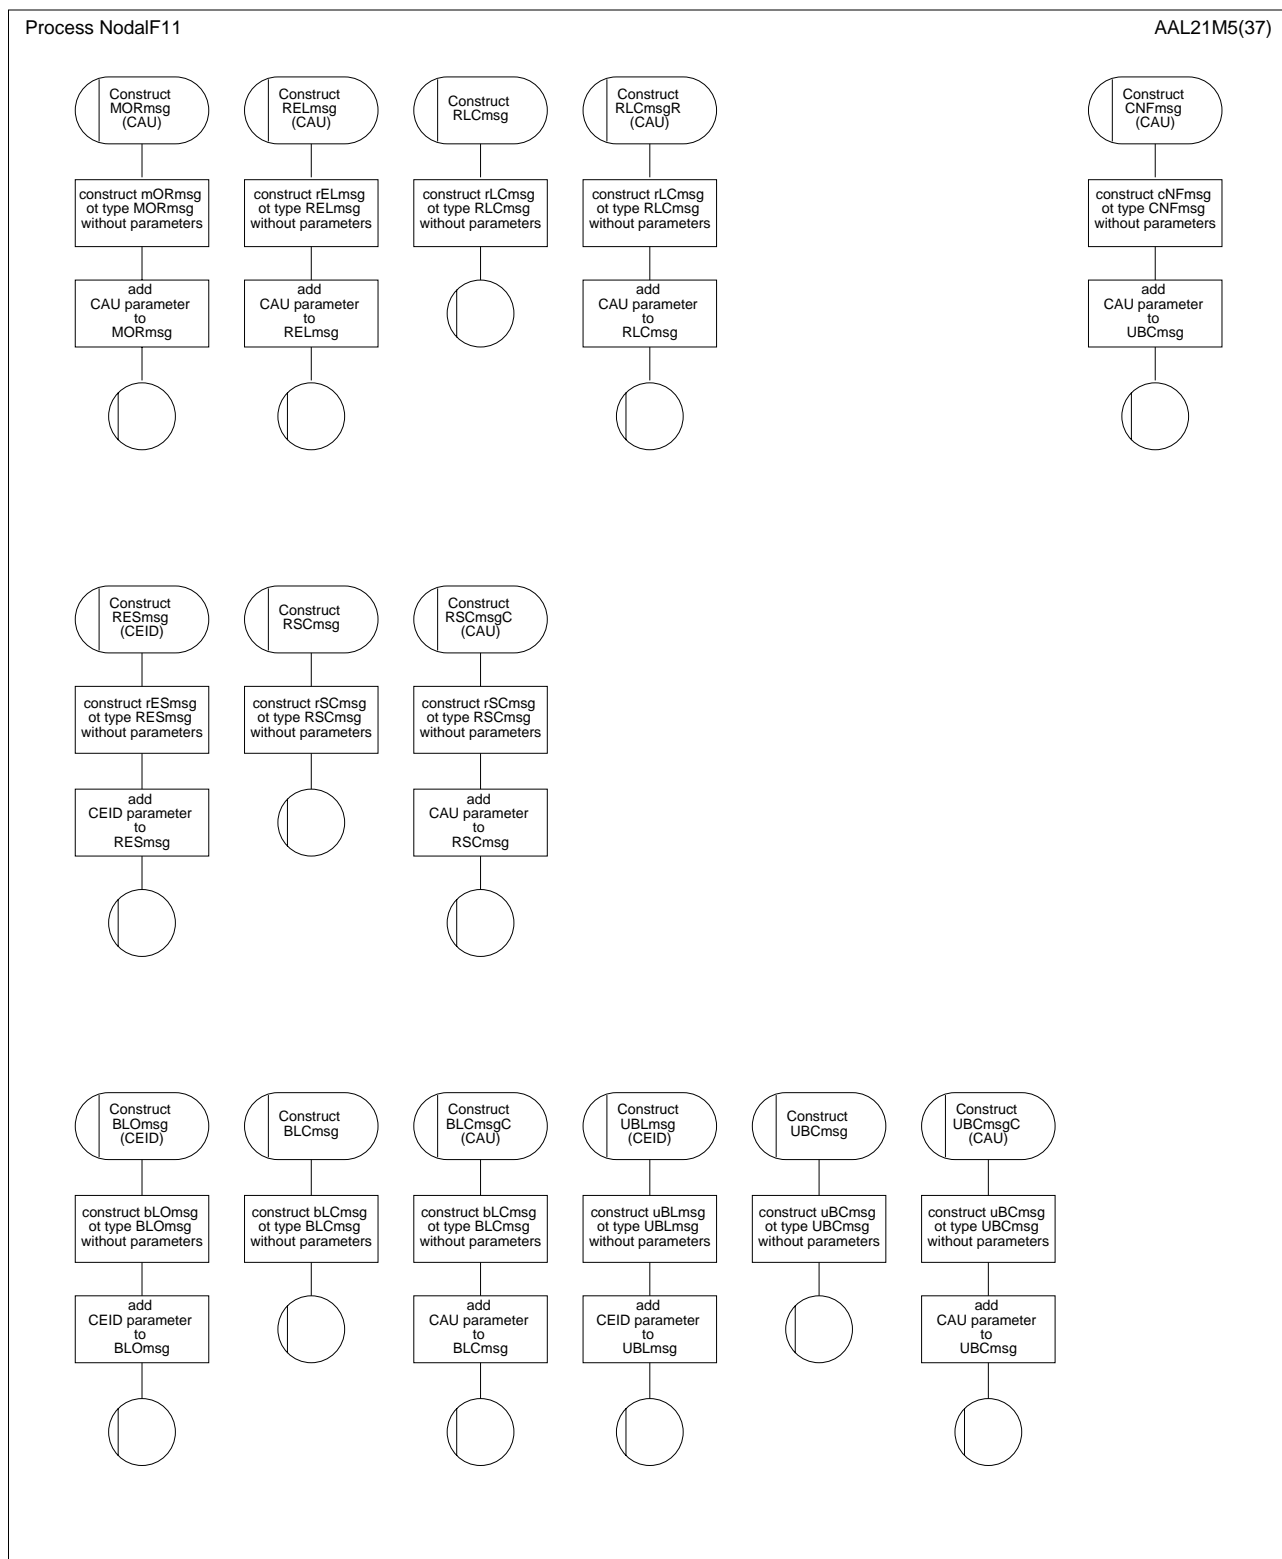 Process NodalF11
AAL21M5(37)
Construct
MORmsg
(CAU)
Construct
RELmsg
(CAU)
Construct
RLCmsg
Construct
RLCmsgR
(CAU)
Construct
CNFmsg
(CAU)
construct mORmsg
ot type MORmsg
without parameters
construct rELmsg
ot type RELmsg
without parameters
construct rLCmsg
ot type RLCmsg
without parameters
construct rLCmsg
ot type RLCmsg
without parameters
construct cNFmsg
ot type CNFmsg
without parameters
add
CAU parameter
to
MORmsg
add
CAU parameter
to
RELmsg
add
CAU parameter
to
RLCmsg
add
CAU parameter
to
UBCmsg
Construct
RESmsg
(CEID)
Construct
RSCmsg
Construct
RSCmsgC
(CAU)
construct rESmsg
ot type RESmsg
without parameters
construct rSCmsg
ot type RSCmsg
without parameters
construct rSCmsg
ot type RSCmsg
without parameters
add
CEID parameter
to
RESmsg
add
CAU parameter
to
RSCmsg
Construct
BLOmsg
(CEID)
Construct
BLCmsg
Construct
BLCmsgC
(CAU)
Construct
UBLmsg
(CEID)
Construct
UBCmsg
Construct
UBCmsgC
(CAU)
construct bLOmsg
ot type BLOmsg
without parameters
construct bLCmsg
ot type BLCmsg
without parameters
construct bLCmsg
ot type BLCmsg
without parameters
construct uBLmsg
ot type UBLmsg
without parameters
construct uBCmsg
ot type UBCmsg
without parameters
construct uBCmsg
ot type UBCmsg
without parameters
add
CEID parameter
to
BLOmsg
add
CAU parameter
to
BLCmsg
add
CEID parameter
to
UBLmsg
add
CAU parameter
to
UBCmsg